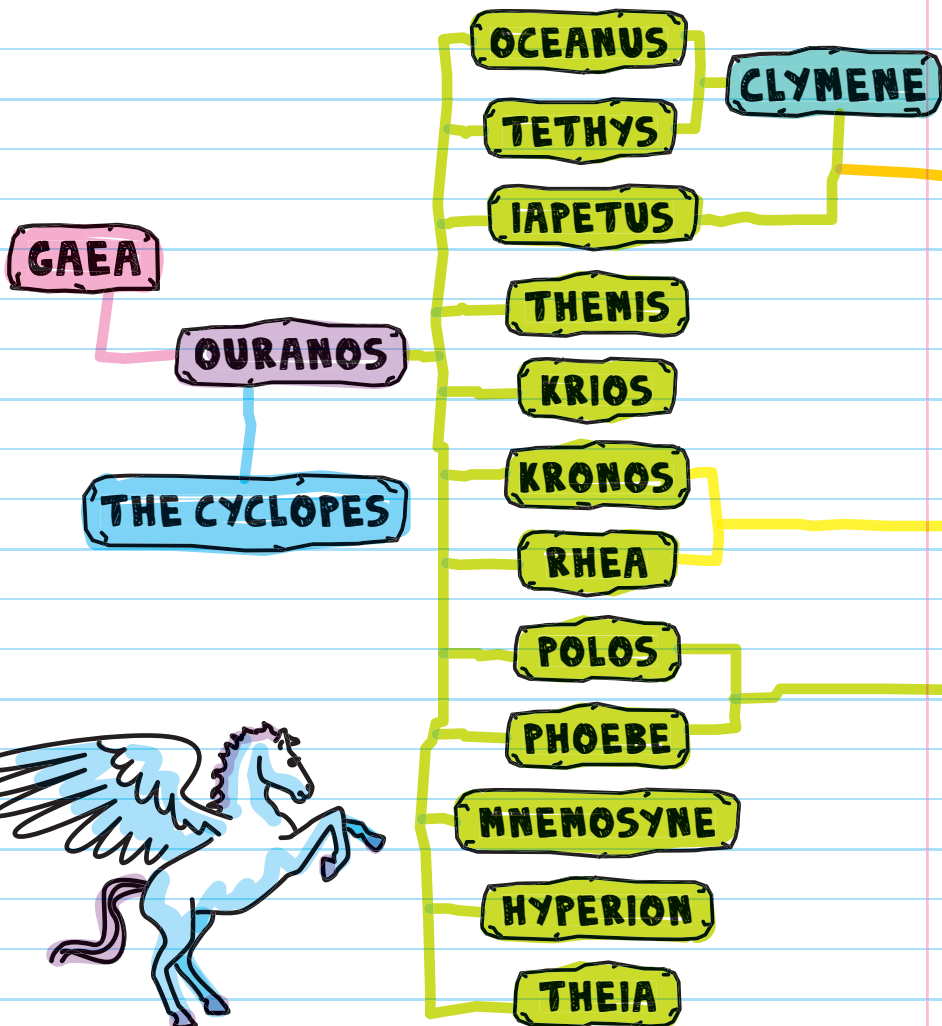 OCEANUS
CLYMENE
TETHYS
IAPETUS
GAEA
THEMIS
OURANOS
KRIOS
KRONOS
THE CYCLOPES
RHEA
POLOS
PHOEBE
MNEMOSYNE
HYPERION
THEIA